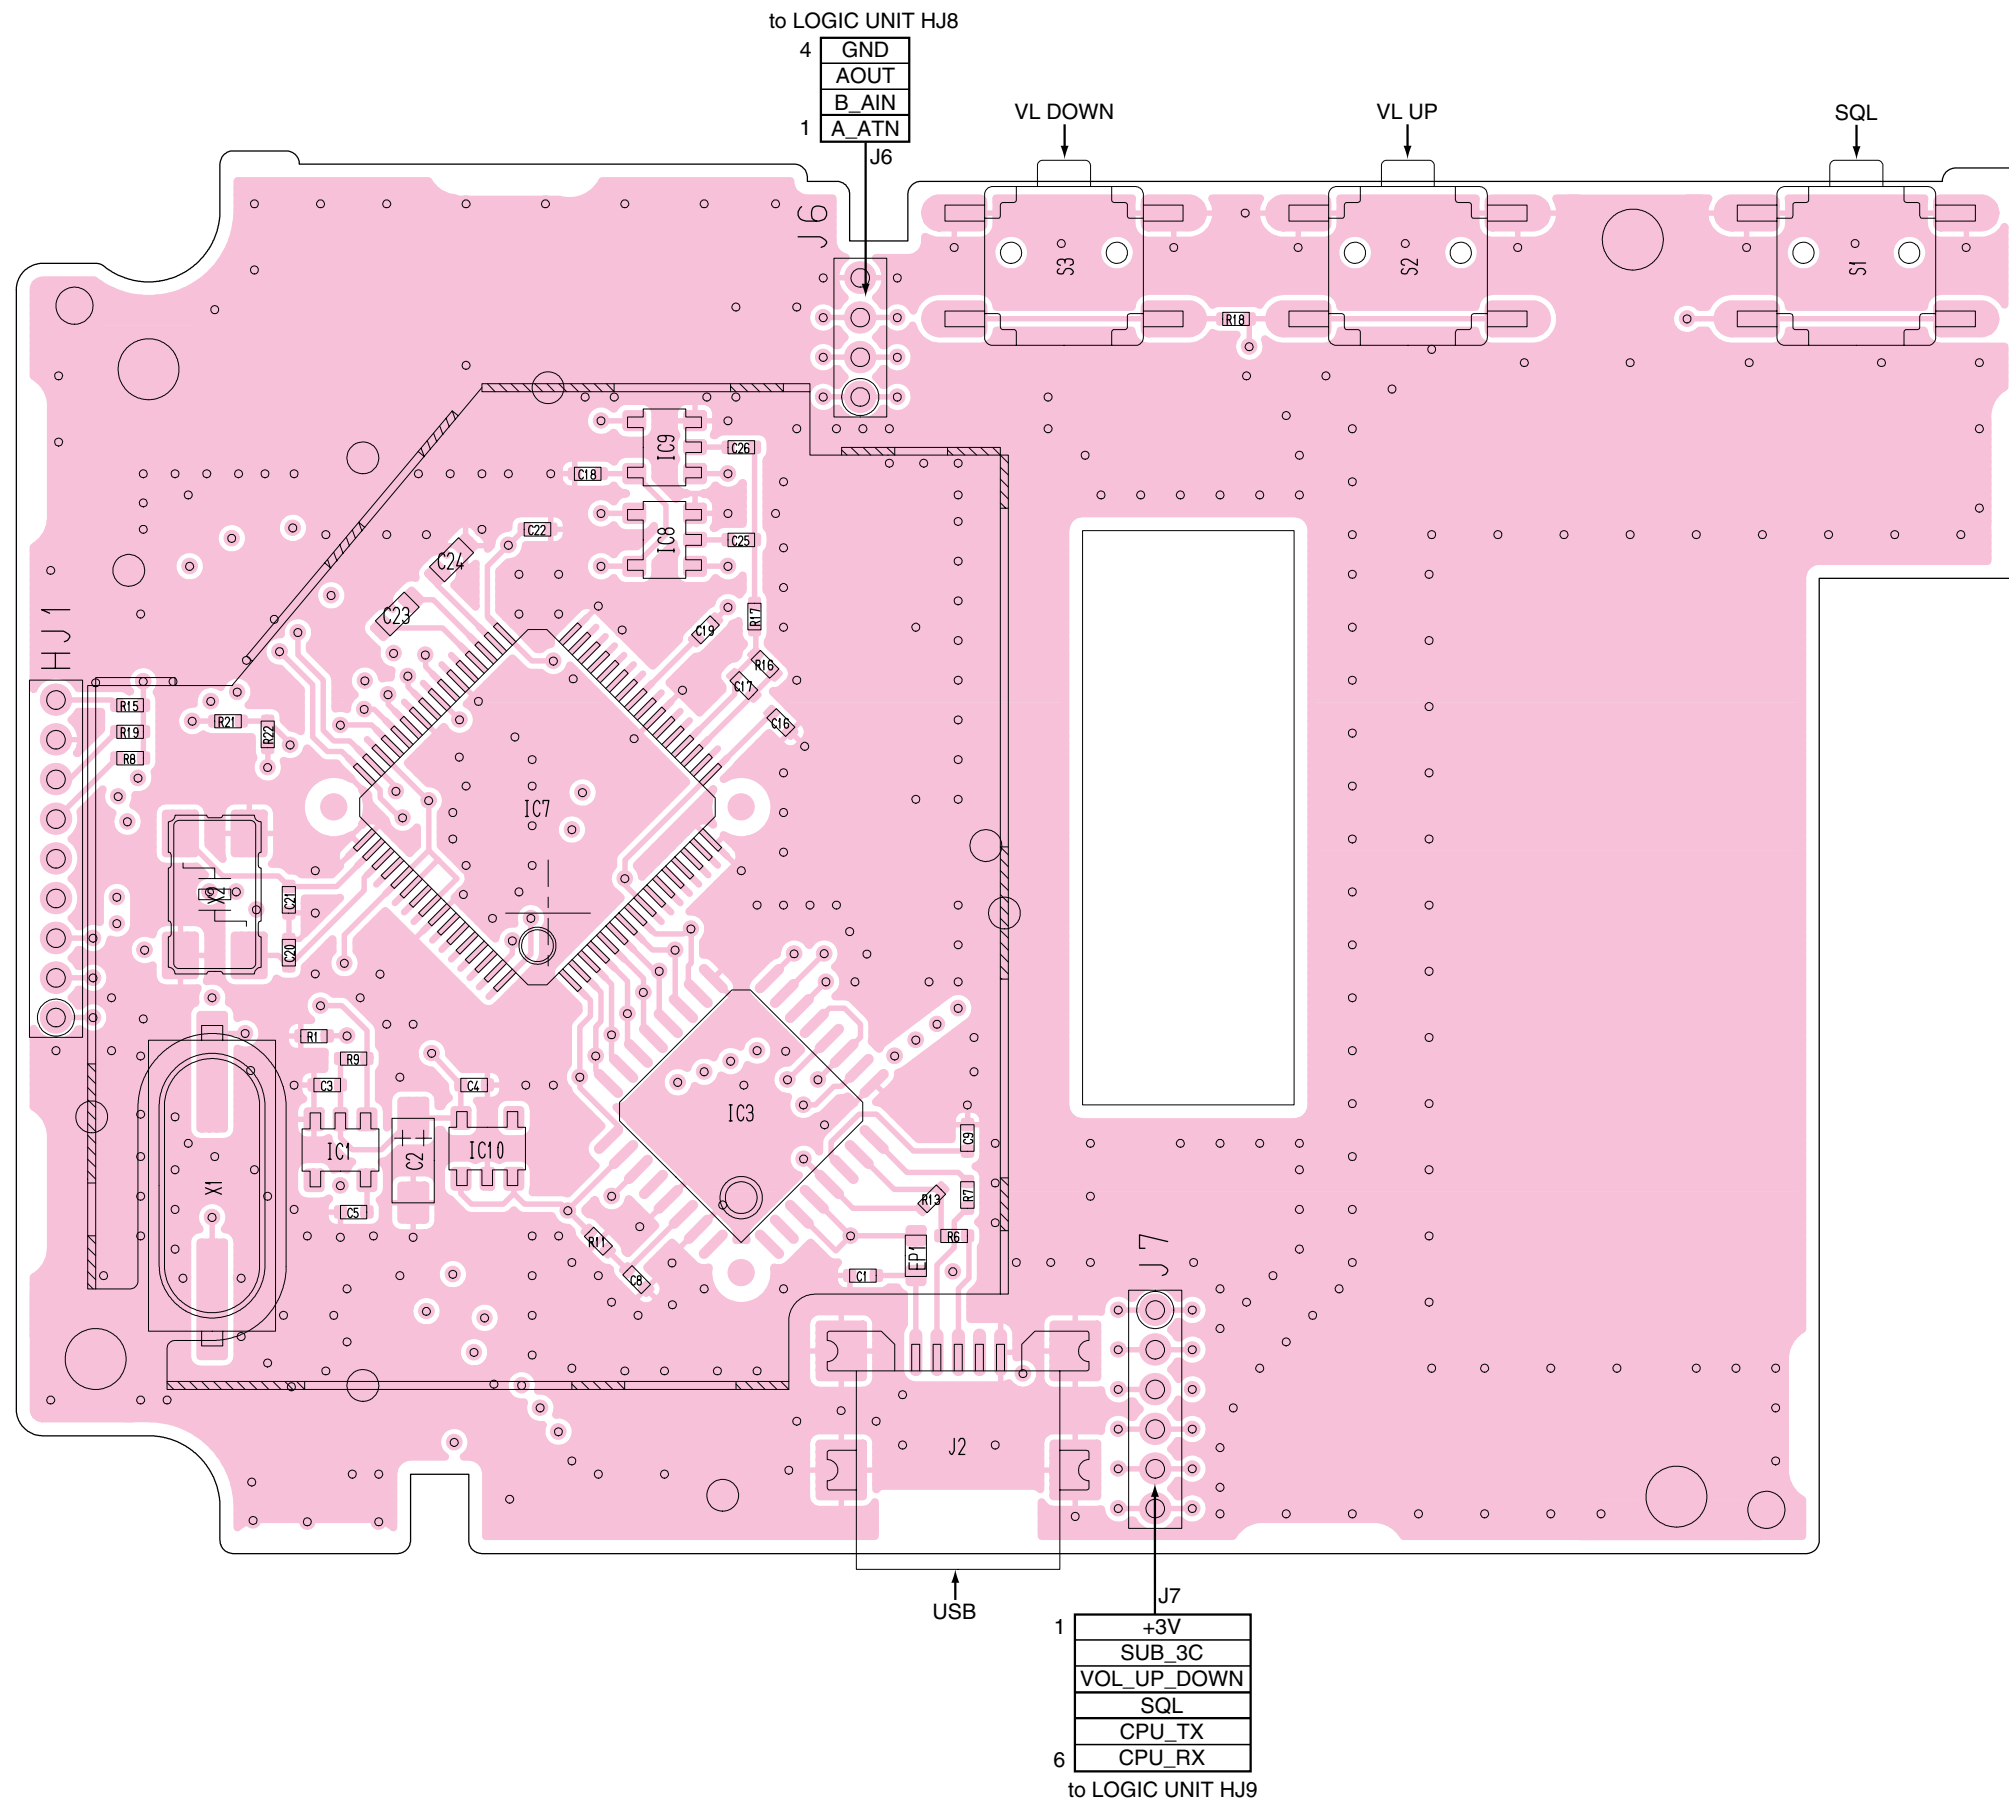 to LOGIC UNIT HJ8
4 GND
AOUT
B_AIN
1 A_ATN
J6
VL DOWN
VL UP
SQL
J6
S3
S2
S1
R18
IC9
C26
C18
C22
IC8
C25
C24
C23
HJ1
C19
R17
R16
C17
C16
R15
R19
R8
R21
R22
IC7
X2
C21
C20
R1
R9
C3
C4
IC3
IC1
C2
IC10
C9
X1
C5
R13
R7
R11
R6
EP1
C8
C1
J7
J2
USB
J7
1 +3V
SUB_3C
VOL_UP_DOWN
SQL
CPU_TX
6 CPU_RX
to LOGIC UNIT HJ9